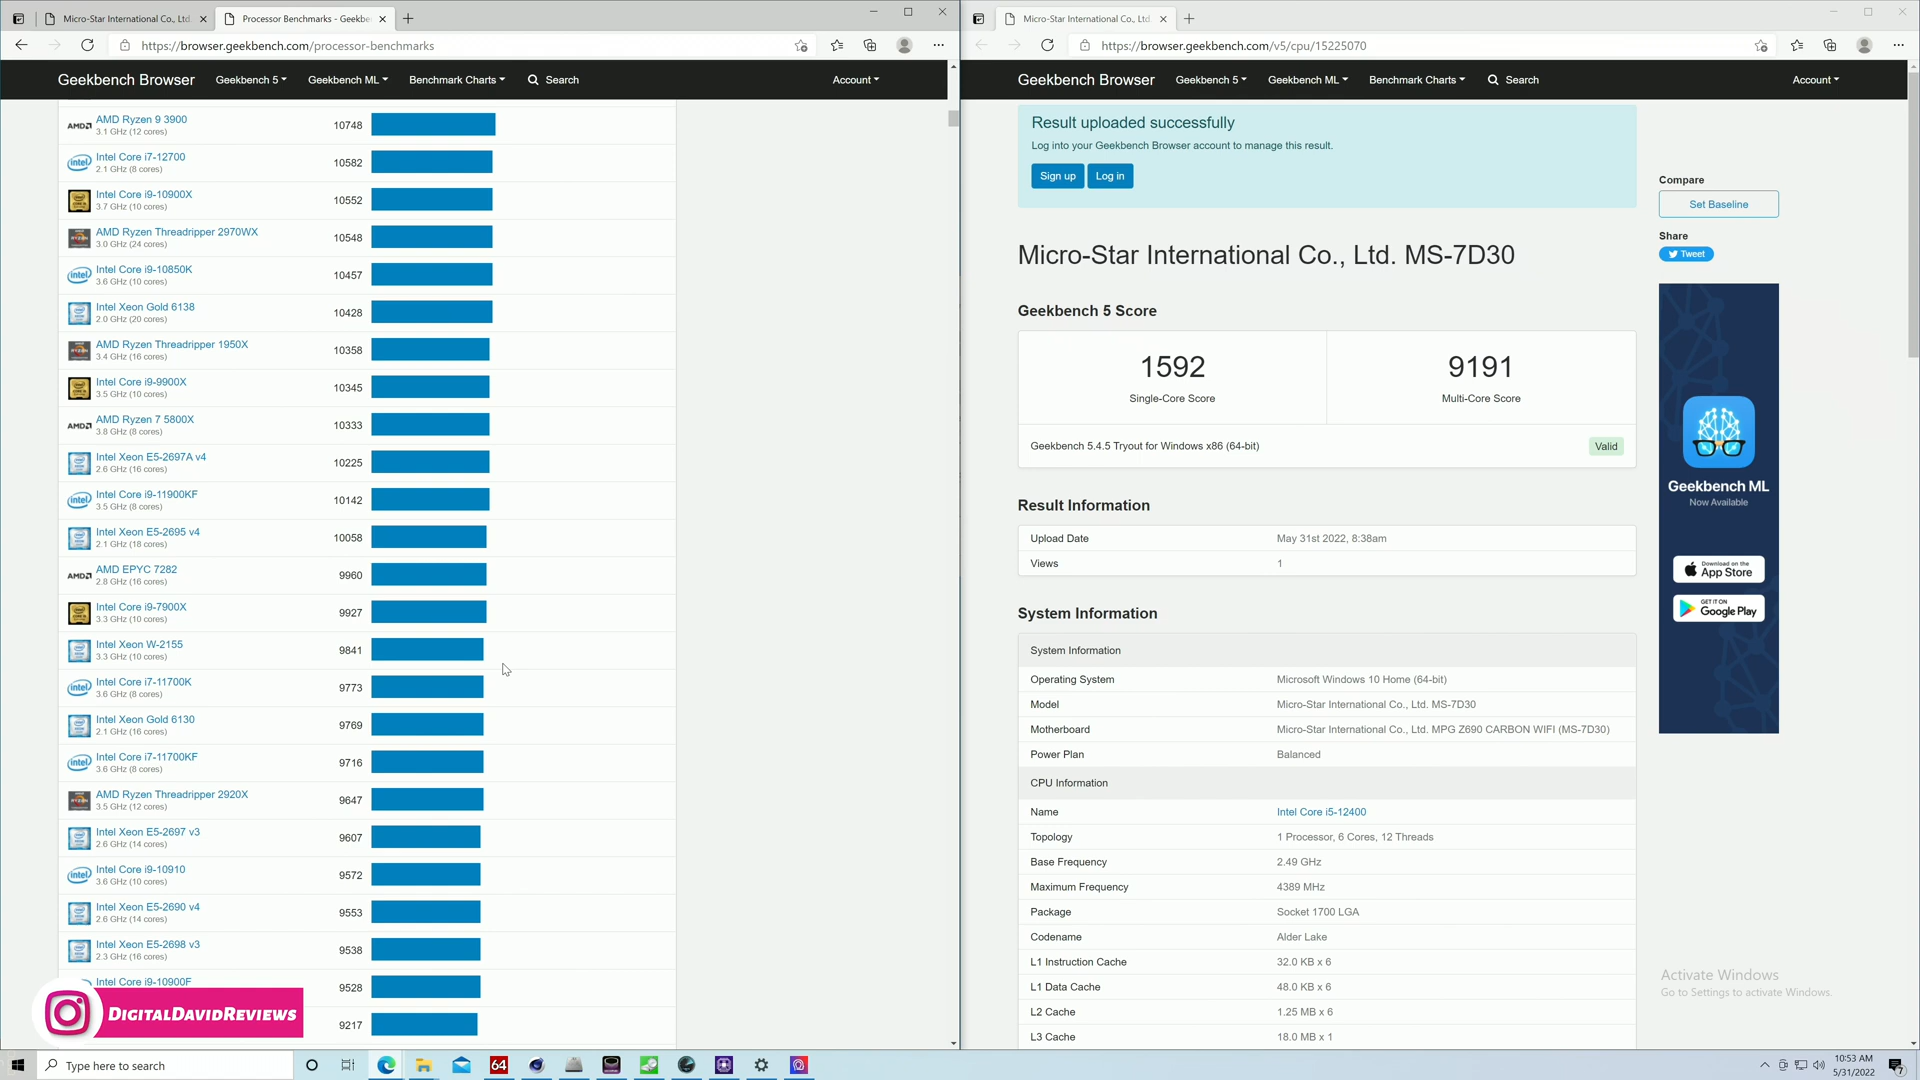 Micro-Star International Co., Ltd.
Processor Benchmarks - Geekbe
https://browser.geekbench.com/processor-benchmarks
Geekbench Browser
Geekbench 5
Geekbench ML
Benchmark Charts
Search
Account
AMD Ryzen 9 3900
3.1 GHz (12 cores)
10748
Intel Core i7-12700
2.1 GHz (8 cores)
10582
Intel Core i9-10900X
3.7 GHz (10 cores)
10552
AMD Ryzen Threadripper 2970WX
3.0 GHz (24 cores)
10548
Intel Core i9-10850K
3.6 GHz (10 cores)
10457
Intel Xeon Gold 6138
2.0 GHz (20 cores)
10428
AMD Ryzen Threadripper 1950X
3.4 GHz (16 cores)
10358
Intel Core i9-9900X
3.5 GHz (10 cores)
10345
AMD Ryzen 7 5800X
3.8 GHz (8 cores)
10333
Intel Xeon E5-2697A v4
2.6 GHz (16 cores)
10225
Intel Core i9-11900KF
3.5 GHz (8 cores)
10142
Intel Xeon E5-2695 v4
2.1 GHz (18 cores)
10058
AMD EPYC 7282
2.8 GHz (16 cores)
9960
Intel Core i9-7900X
3.3 GHz (10 cores)
9927
Intel Xeon W-2155
3.3 GHz (10 cores)
9841
Intel Core i7-11700K
3.6 GHz (8 cores)
9773
Intel Xeon Gold 6130
2.1 GHz (16 cores)
9769
Intel Core i7-11700KF
3.6 GHz (8 cores)
9716
AMD Ryzen Threadripper 2920X
3.5 GHz (12 cores)
9647
Intel Xeon E5-2697 v3
2.6 GHz (14 cores)
9607
Intel Core i9-10910
3.6 GHz (10 cores)
9572
Intel Xeon E5-2690 v4
2.6 GHz (14 cores)
9553
Intel Xeon E5-2698 v3
2.3 GHz (16 cores)
9538
Intel Core i9-10900F
9528
9217
DigitalDavidReviews
Micro-Star International Co., Ltd.
https://browser.geekbench.com/v5/cpu/15225070
Geekbench Browser
Geekbench 5
Geekbench ML
Benchmark Charts
Search
Account
Result uploaded successfully
Log into your Geekbench Browser account to manage this result.
Sign up
Log in
Compare
Set Baseline
Share
Tweet
Micro-Star International Co., Ltd. MS-7D30
Geekbench 5 Score
1592
Single-Core Score
9191
Multi-Core Score
Geekbench 5.4.5 Tryout for Windows x86 (64-bit)
Valid
Result Information
Upload Date May 31st 2022, 8:38am
Views 1
System Information
System Information
Operating System Microsoft Windows 10 Home (64-bit)
Model Micro-Star International Co., Ltd. MS-7D30
Motherboard Micro-Star International Co., Ltd. MPG Z690 CARBON WIFI (MS-7D30)
Power Plan Balanced
CPU Information
Name Intel Core i5-12400
Topology 1 Processor, 6 Cores, 12 Threads
Base Frequency 2.49 GHz
Maximum Frequency 4389 MHz
Package Socket 1700 LGA
Codename Alder Lake
L1 Instruction Cache 32.0 KB x 6
L1 Data Cache 48.0 KB x 6
L2 Cache 1.25 MB x 6
L3 Cache 18.0 MB x 1
Geekbench ML
Now Available
Download on the
App Store
GET IT ON
Google Play
Activate Windows
Go to Settings to activate Windows.
Type here to search
64
10:53 AM
5/31/2022
7